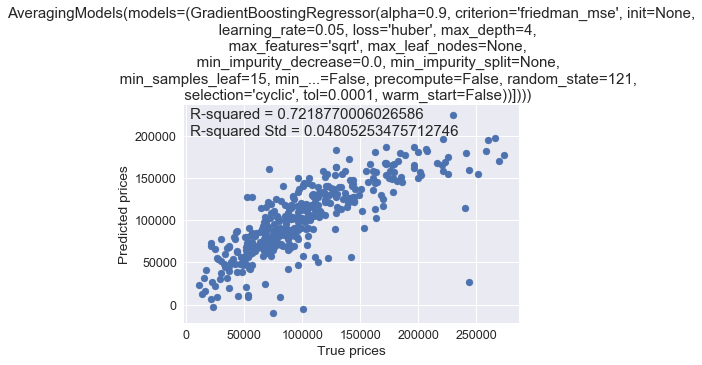 AveragingModels(models=(GradientBoostingRegressor(alpha=0.9, criterion='friedman_mse', init=None,
learning_rate=0.05, loss='huber', max_depth=4,
max_features='sqrt', max_leaf_nodes=None,
min_impurity_decrease=0.0, min_impurity_split=None,
min_samples_leaf=15, min_...=False, precompute=False, random_state=121,
selection='cyclic', tol=0.0001, warm_start=False))])))
R-squared = 0.7218770006026586
R-squared Std = 0.04805253475712746
200000
150000
100000
50000
0
Predicted prices
0 50000 100000 150000 200000 250000
True prices